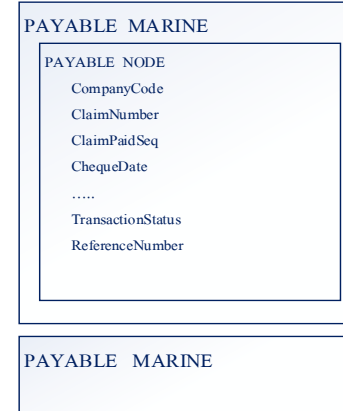 PAYABLE MARINE
PAYABLE NODE
CompanyCode
ClaimNumber
ClaimPaidSeq
ChequeDate
…..
TransactionStatus
ReferenceNumber
PAYABLE MARINE